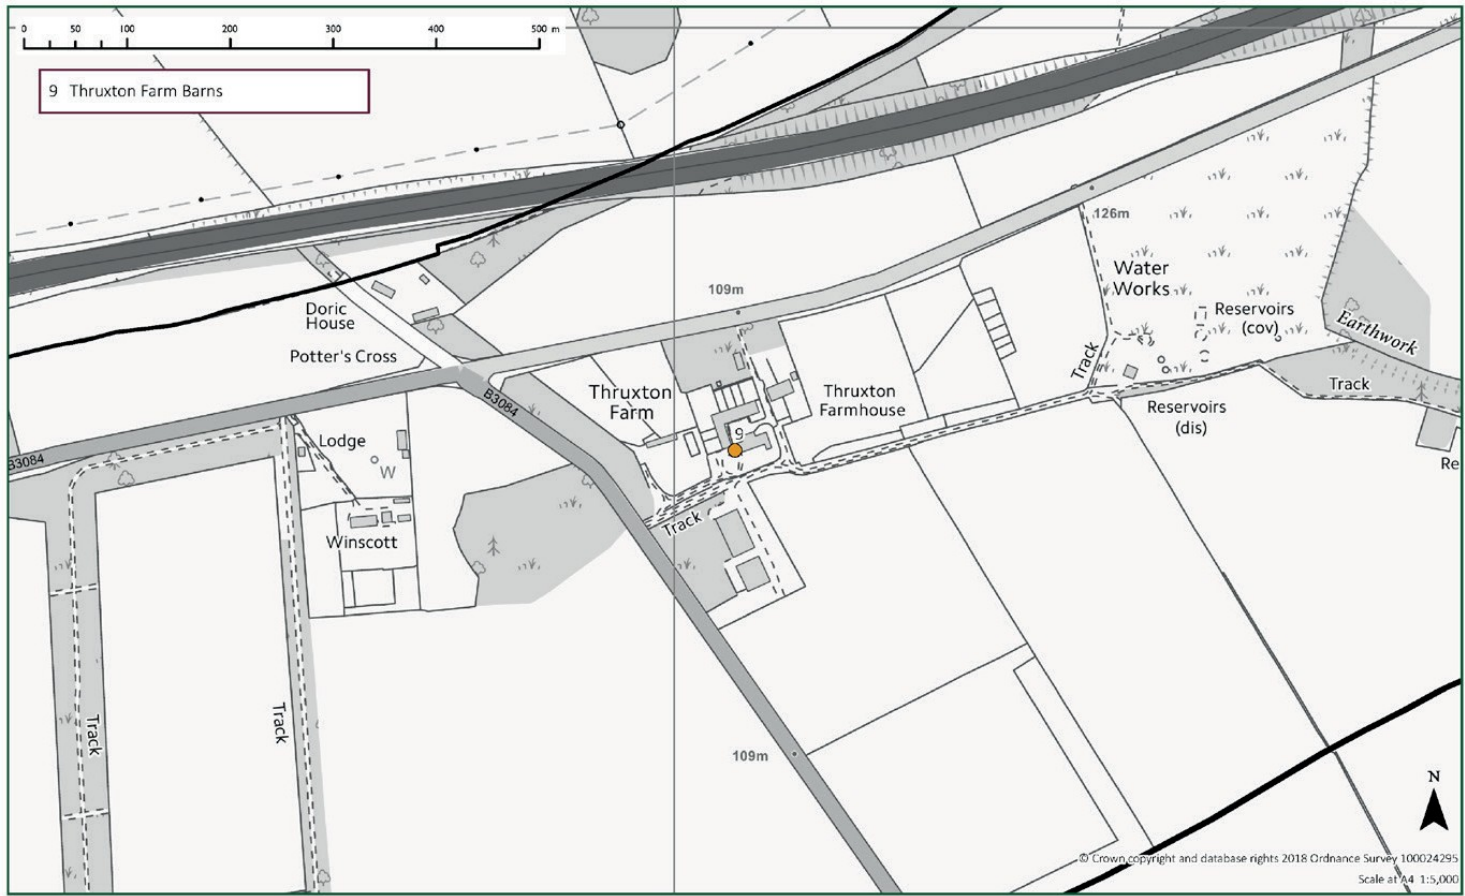 0 50 100 200 300 400 500 m
9 Thruxton Farm Barns
126m
Water
Works
109m
Doric
House
Reservoirs
(cov)
Earthwork
Potter's Cross
Track
Track
B3084
Thruxton
Farm
Thruxton
Farmhouse
Reservoirs
(dis)
9
Lodge
W
B3084
Re
Track
Winscott
Track
Track
109m
N
© Crown copyright and database rights 2018 Ordnance Survey 100024295
Scale at A4 1:5,000